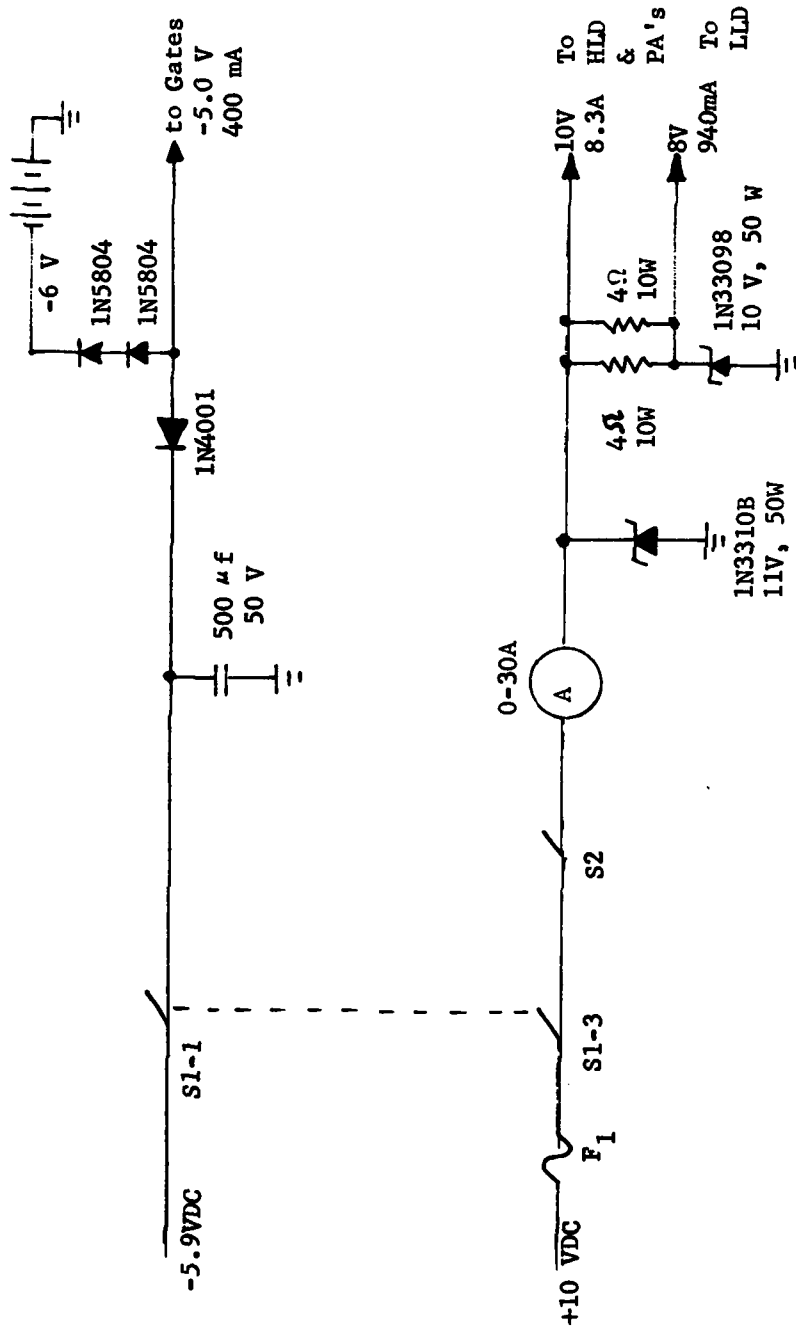 -5.9VDC
S1-1
500 µf
50 V
1N4001
-6 V
1N5804
1N5804
to Gates
-5.0 V
400 mA
+10 VDC
F1
S1-3
S2
0-30A
A
1N3310B
11V, 50W
4Ω
10W
4Ω
10W
1N33098
10 V, 50 W
10V
8.3A
To
HLD
&
PA's
8V
940mA
To
LLD